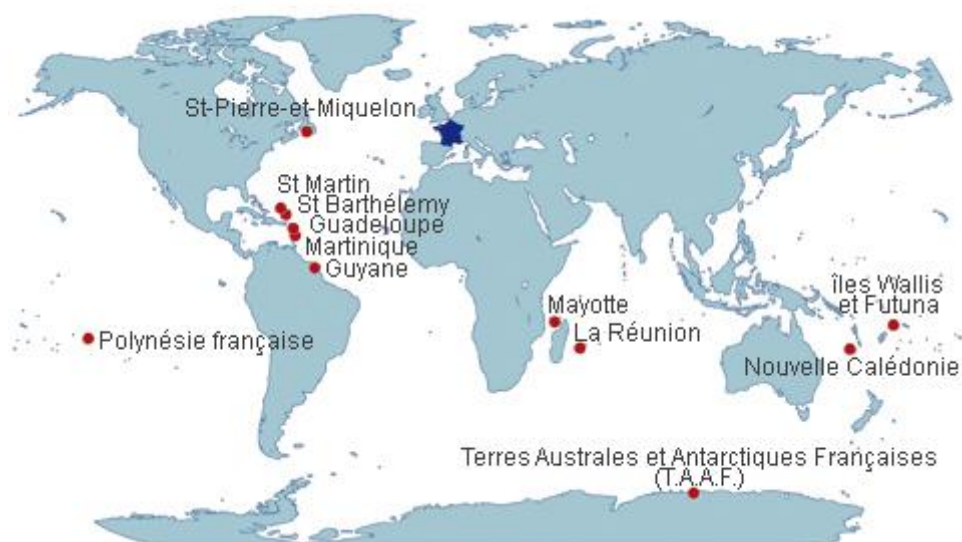 St-Pierre-et-Miquelon
St Martin
St Barthélemy
Guadeloupe
Martinique
Guyane
Polynésie française
Mayotte
La Réunion
îles Wallis
et Futuna
Nouvelle Calédonie
Terres Australes et Antarctiques Françaises
(T.A.A.F.)